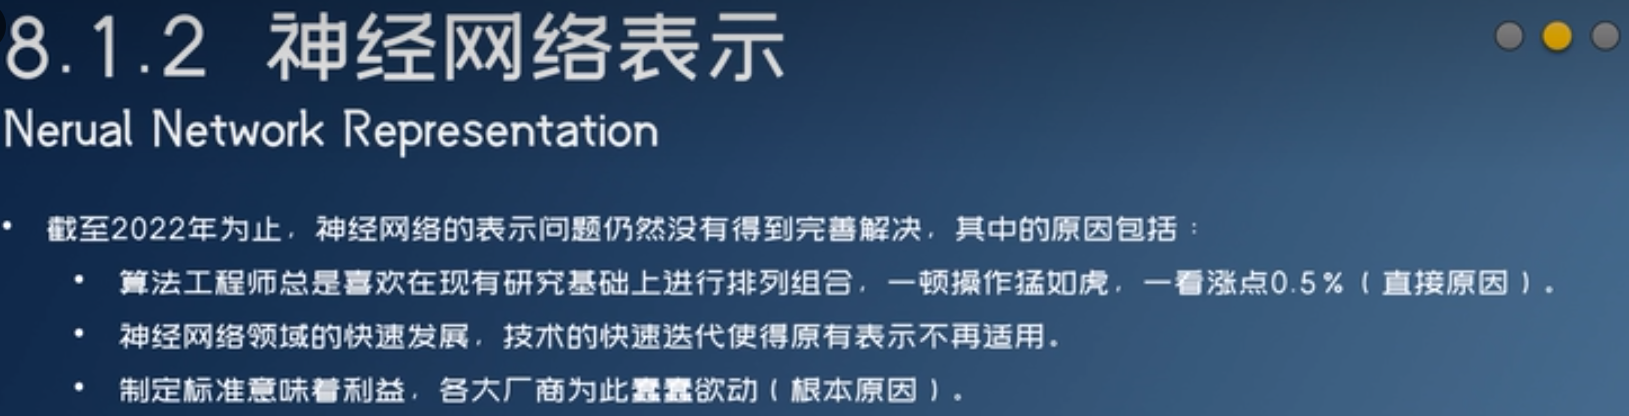 8.1.2 神经网络表示
Nerual Network Representation
• 截至2022年为止，神经网络的表示问题仍然没有得到完善解决，其中的原因包括：
• 算法工程师总是喜欢在现有研究基础上进行排列组合，一顿操作猛如虎，一看涨点0.5%（直接原因）。
• 神经网络领域的快速发展，技术的快速迭代使得原有表示不再适用。
• 制定标准意味着利益，各大厂商为此蠢蠢欲动（根本原因）。